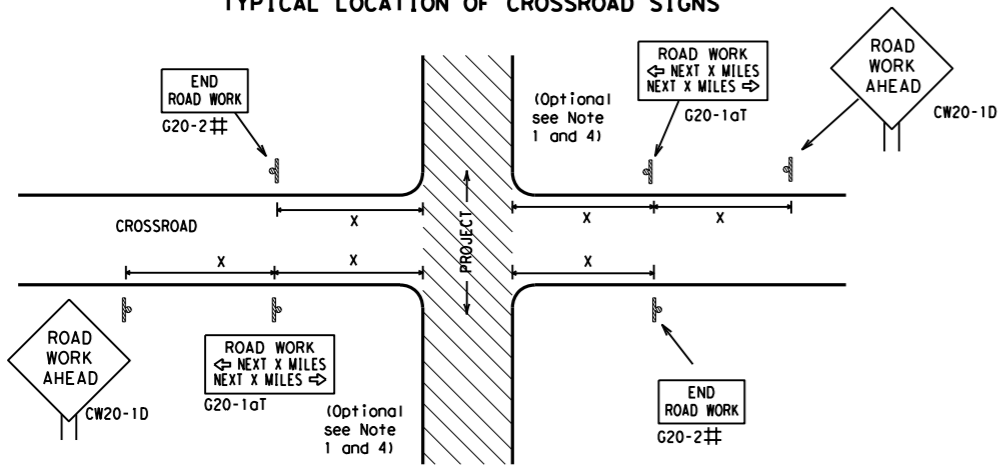 TYPICAL LOCATION OF CROSSROAD SIGNS
END
ROAD WORK
G20-2#
(Optional
see Note
1 and 4)
ROAD WORK
⇦ NEXT X MILES
NEXT X MILES ⇨
G20-1aT
ROAD
WORK
AHEAD
CW20-1D
X
X
X
CROSSROAD
PROJECT
X
X
X
ROAD
WORK
AHEAD
CW20-1D
ROAD WORK
⇦ NEXT X MILES
NEXT X MILES ⇨
G20-1aT
(Optional
see Note
1 and 4)
END
ROAD WORK
G20-2#